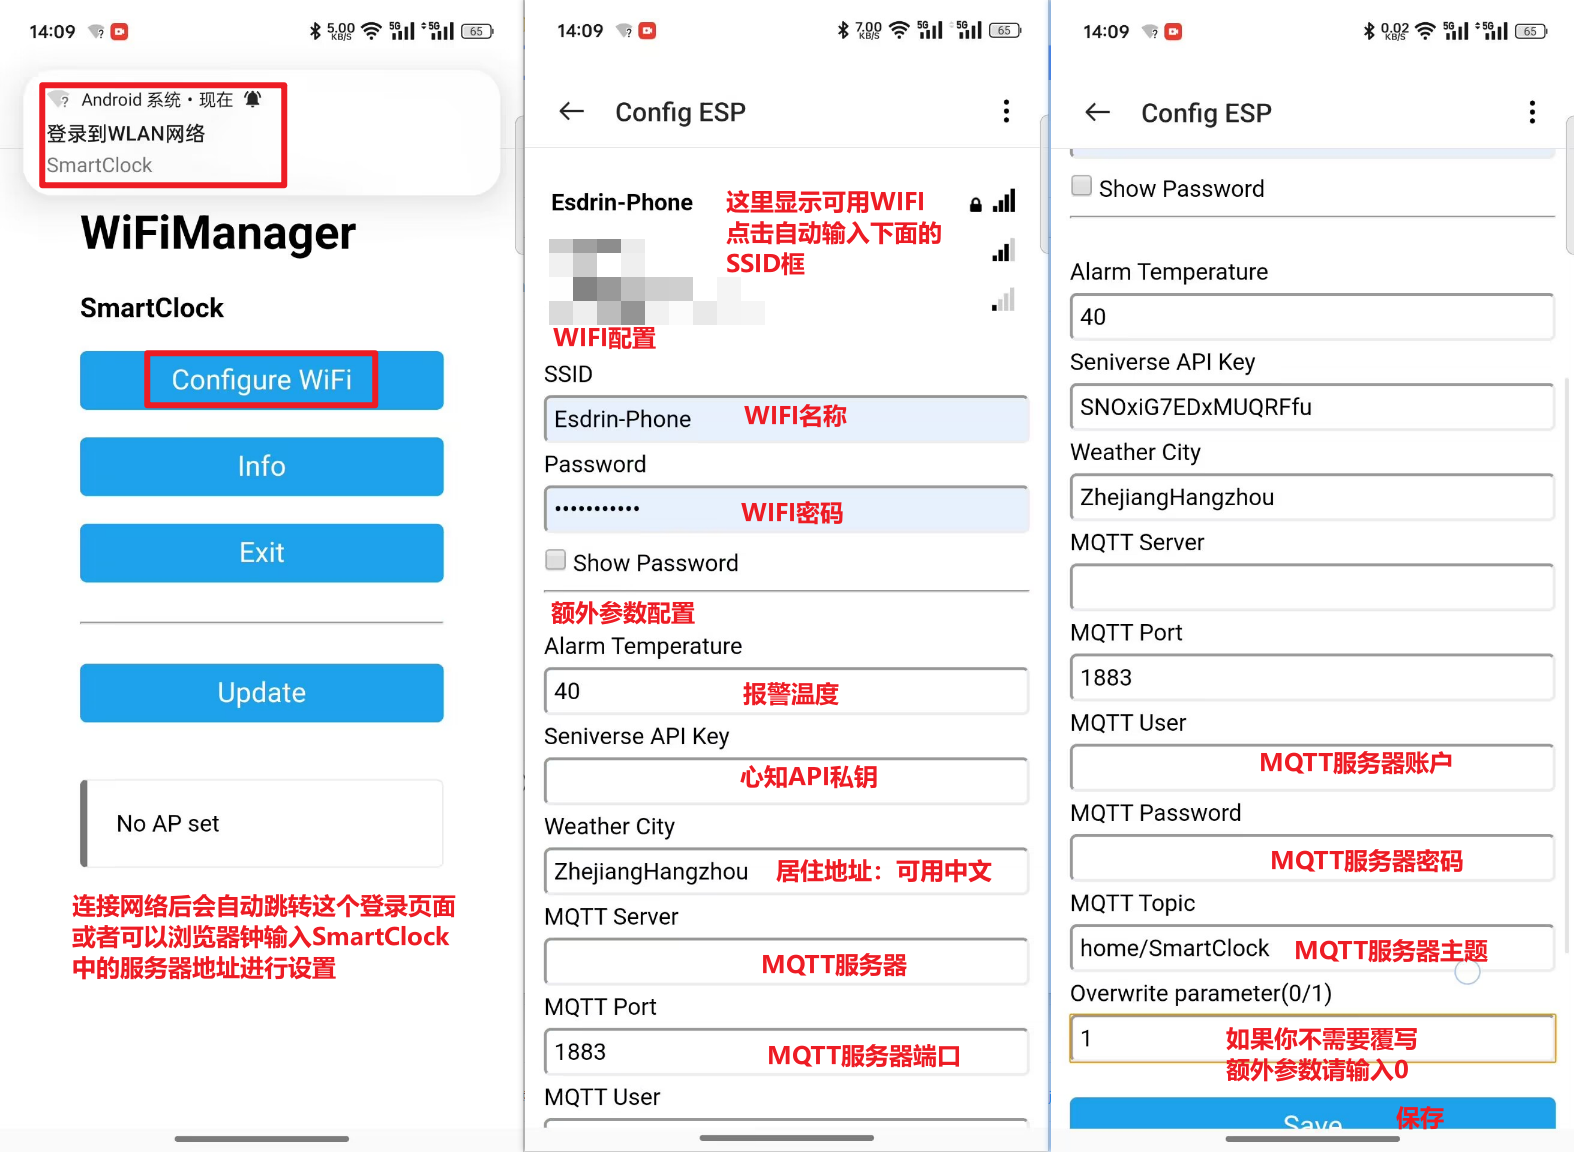 14:09
5.00 KB/S
5G
5G
65
Android 系统 • 现在
登录到WLAN网络
SmartClock
WiFiManager
SmartClock
Configure WiFi
Info
Exit
Update
No AP set
连接网络后会自动跳转这个登录页面
或者可以浏览器钟输入SmartClock
中的服务器地址进行设置
14:09
7.00 KB/S
5G
5G
65
Config ESP
Esdrin-Phone
这里显示可用WIFI
点击自动输入下面的
SSID框
WIFI配置
SSID
Esdrin-Phone WIFI名称
Password
••••••••••• WIFI密码
Show Password
额外参数配置
Alarm Temperature
40 报警温度
Seniverse API Key
心知API私钥
Weather City
ZhejiangHangzhou 居住地址：可用中文
MQTT Server
MQTT服务器
MQTT Port
1883 MQTT服务器端口
MQTT User
14:09
0.02 KB/S
5G
5G
65
Config ESP
Show Password
Alarm Temperature
40
Seniverse API Key
SNOxiG7EDxMUQRFfu
Weather City
ZhejiangHangzhou
MQTT Server
MQTT Port
1883
MQTT User
MQTT服务器账户
MQTT Password
MQTT服务器密码
MQTT Topic
home/SmartClock MQTT服务器主题
Overwrite parameter(0/1)
1 如果你不需要覆写
额外参数请输入0
Save 保存